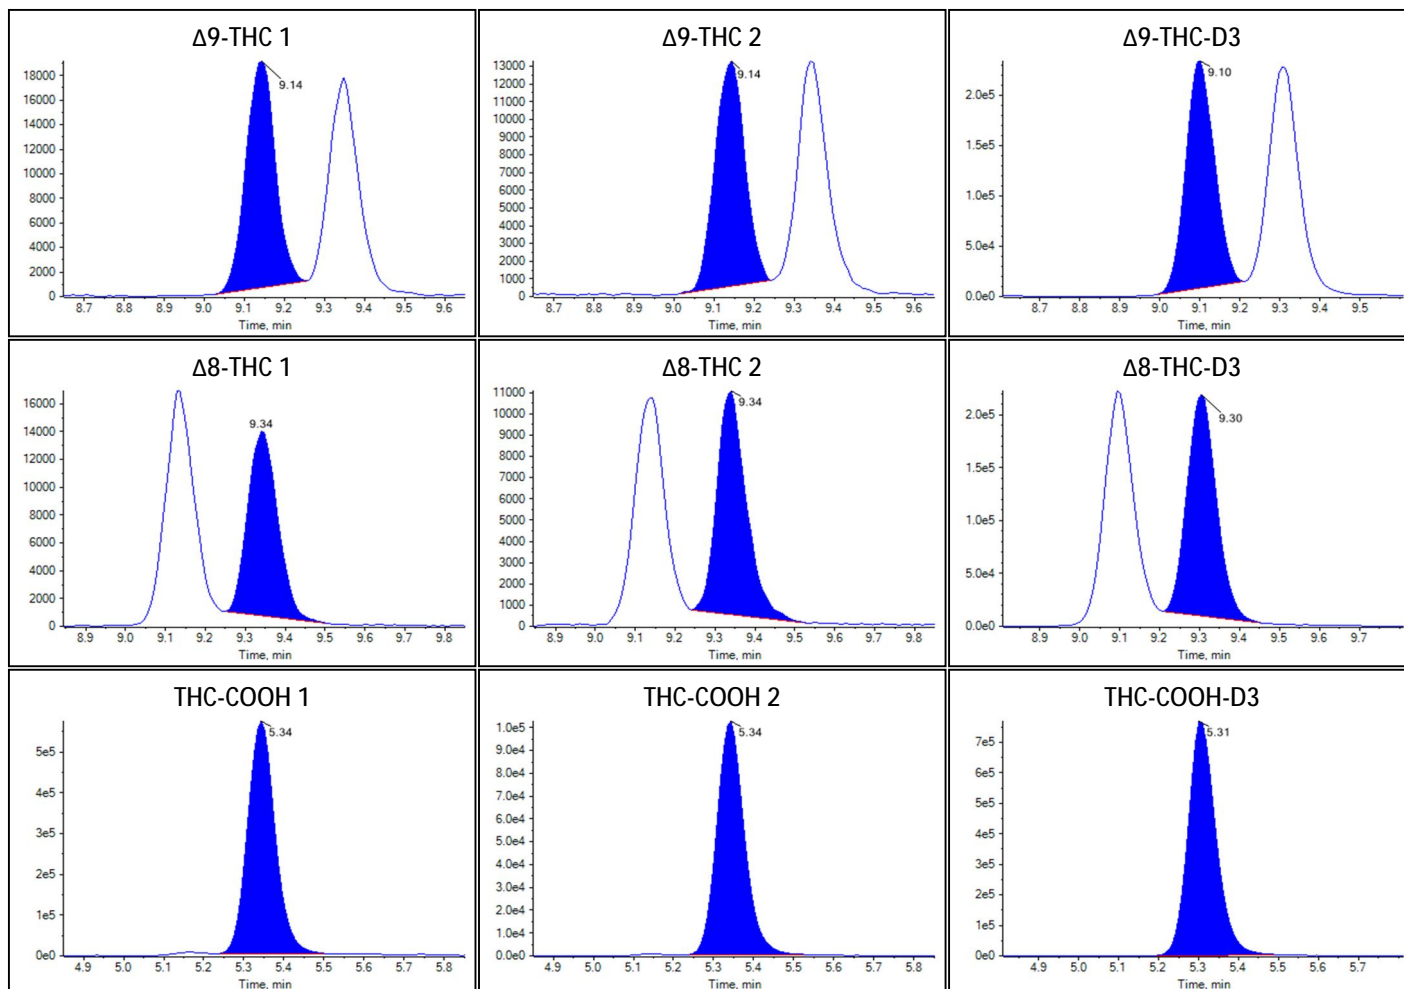 Δ9-THC 1
18000
16000
14000
12000
10000
8000
6000
4000
2000
0
9.14
8.7 8.8 8.9 9.0 9.1 9.2 9.3 9.4 9.5 9.6
Time, min
Δ9-THC 2
13000
12000
11000
10000
9000
8000
7000
6000
5000
4000
3000
2000
1000
0
9.14
8.7 8.8 8.9 9.0 9.1 9.2 9.3 9.4 9.5 9.6
Time, min
Δ9-THC-D3
2.0e5
1.5e5
1.0e5
5.0e4
0.0e0
9.10
8.7 8.8 8.9 9.0 9.1 9.2 9.3 9.4 9.5
Time, min
Δ8-THC 1
16000
14000
12000
10000
8000
6000
4000
2000
0
9.34
8.9 9.0 9.1 9.2 9.3 9.4 9.5 9.6 9.7 9.8
Time, min
Δ8-THC 2
11000
10000
9000
8000
7000
6000
5000
4000
3000
2000
1000
0
9.34
8.9 9.0 9.1 9.2 9.3 9.4 9.5 9.6 9.7 9.8
Time, min
Δ8-THC-D3
2.0e5
1.5e5
1.0e5
5.0e4
0.0e0
9.30
8.9 9.0 9.1 9.2 9.3 9.4 9.5 9.6 9.7
Time, min
THC-COOH 1
5e5
4e5
3e5
2e5
1e5
0e0
5.34
4.9 5.0 5.1 5.2 5.3 5.4 5.5 5.6 5.7 5.8
Time, min
THC-COOH 2
1.0e5
9.0e4
8.0e4
7.0e4
6.0e4
5.0e4
4.0e4
3.0e4
2.0e4
1.0e4
0.0e0
5.34
4.9 5.0 5.1 5.2 5.3 5.4 5.5 5.6 5.7 5.8
Time, min
THC-COOH-D3
7e5
6e5
5e5
4e5
3e5
2e5
1e5
0e0
5.31
4.9 5.0 5.1 5.2 5.3 5.4 5.5 5.6 5.7
Time, min